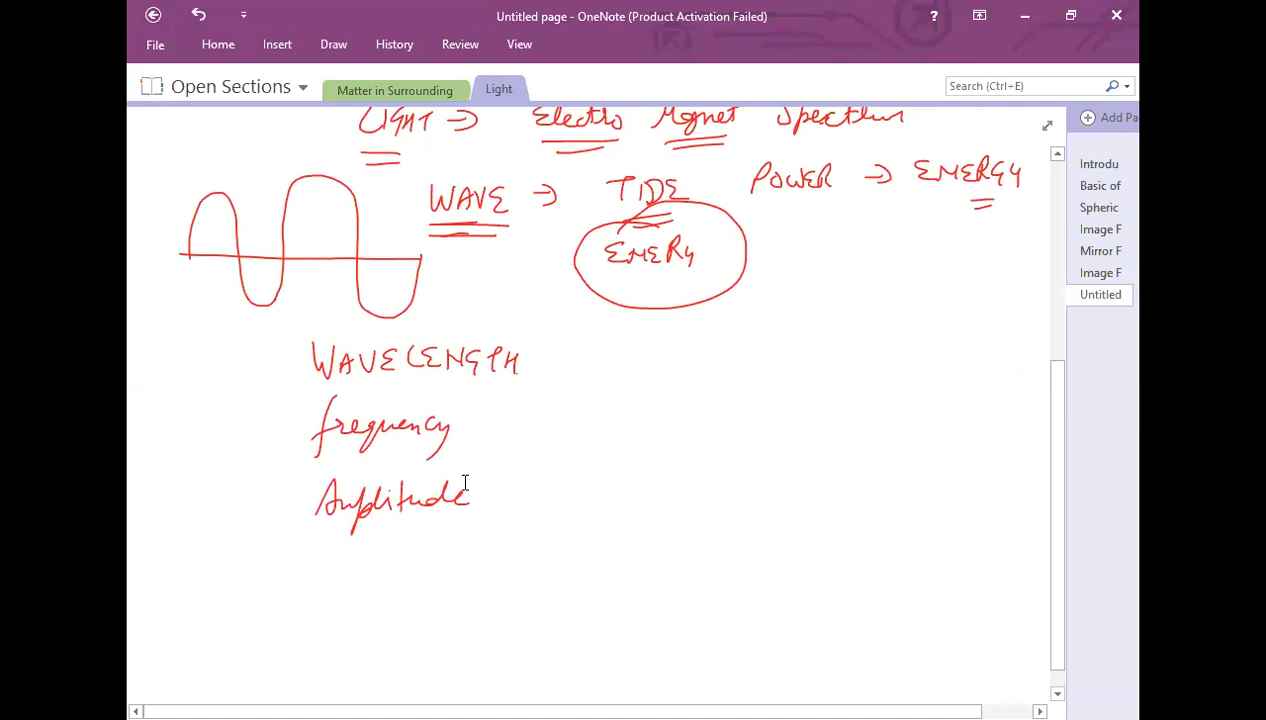 Untitled page - OneNote (Product Activation Failed)
?
File Home Insert Draw History Review View
Open Sections
Matter in Surrounding
Light
Search (Ctrl+E)
LIGHT => Electro Magnet Spectrum
Add Pa
WAVE => TIDE
POWER => ENERGY
ENERY
Introdu
Basic of
Spheric
Image F
Mirror F
Image F
Untitled
WAVELENGTH
frequency
Amplitude